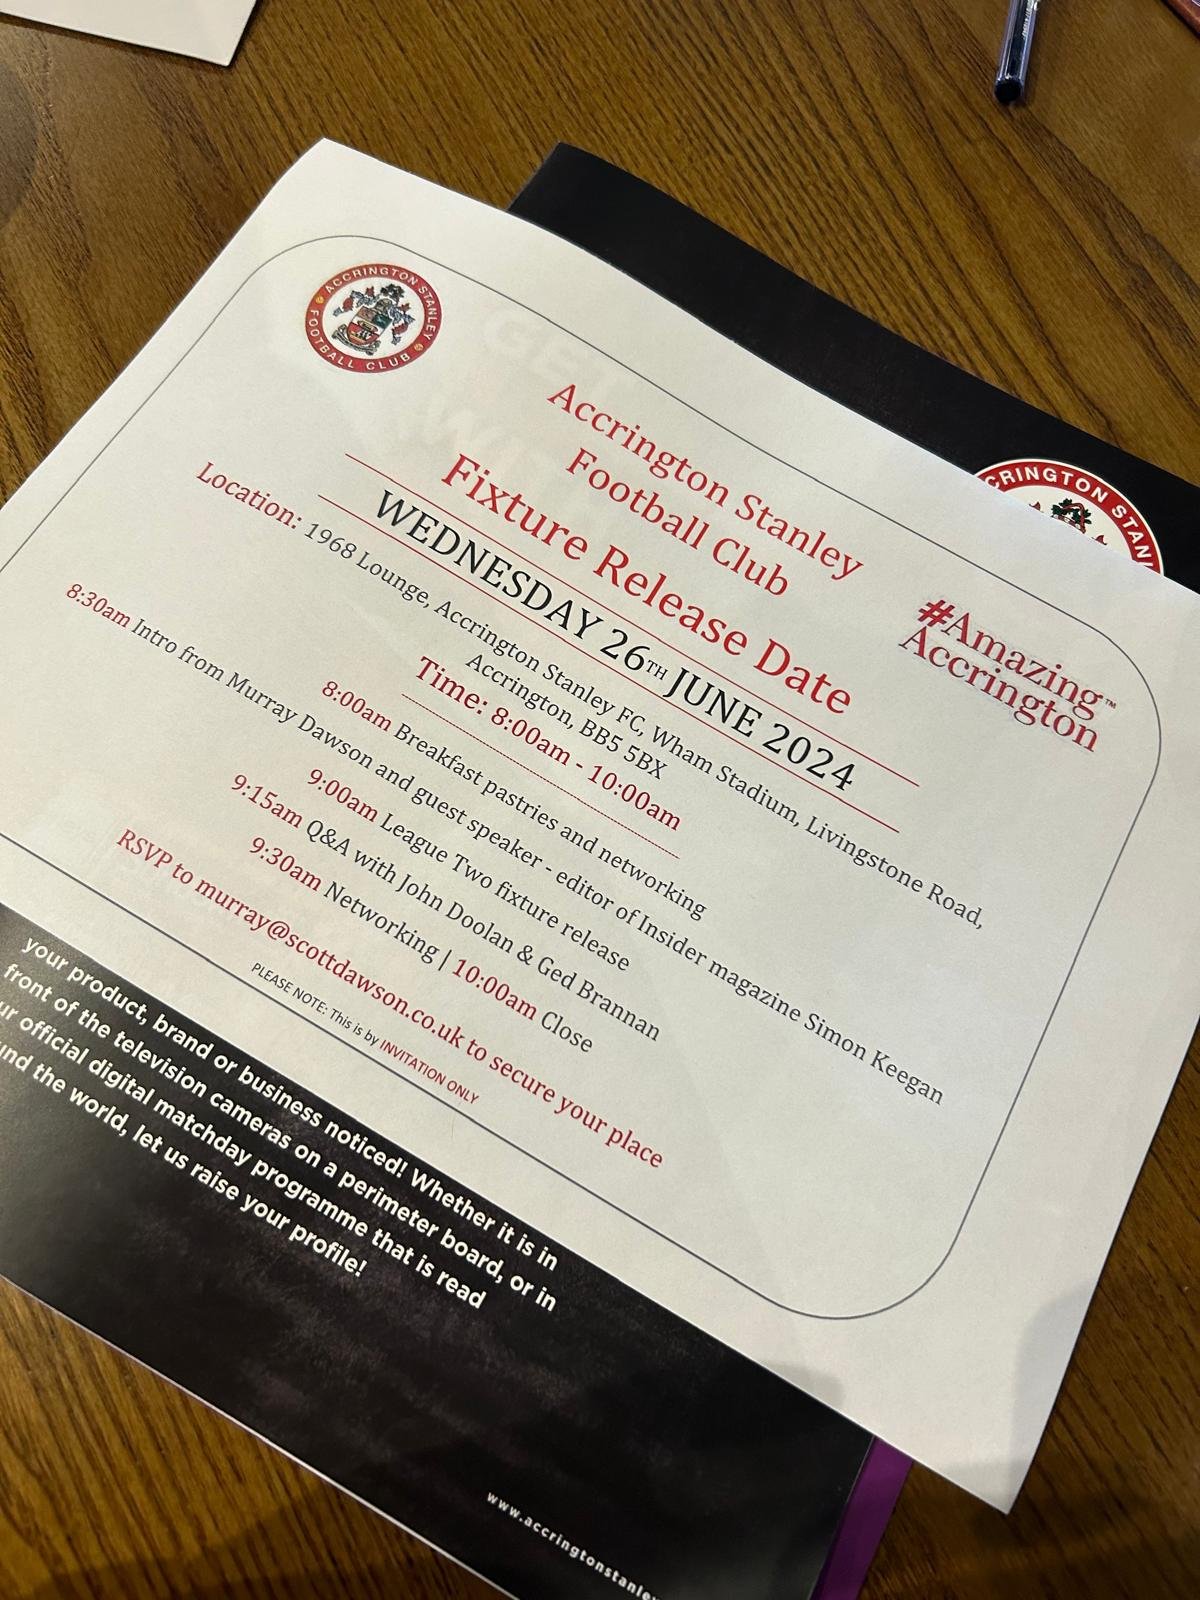 ACCRINGTON STANLEY
FOOTBALL CLUB
Accrington Stanley
Football Club
Fixture Release Date
WEDNESDAY 26TH JUNE 2024
#Amazing™
Accrington
Location: 1968 Lounge, Accrington Stanley FC, Wham Stadium, Livingstone Road,
Accrington, BB5 5BX
Time: 8:00am - 10:00am
8:00am Breakfast pastries and networking
8:30am Intro from Murray Dawson and guest speaker - editor of Insider magazine Simon Keegan
9:00am League Two fixture release
9:15am Q&A with John Doolan & Ged Brannan
9:30am Networking | 10:00am Close
RSVP to murray@scottdawson.co.uk to secure your place
PLEASE NOTE: This is by INVITATION ONLY
CRINGTON STAN
your product, brand or business noticed! Whether it is in
front of the television cameras on a perimeter board, or in
ur official digital matchday programme that is read
und the world, let us raise your profile!
www.accringtonstanley